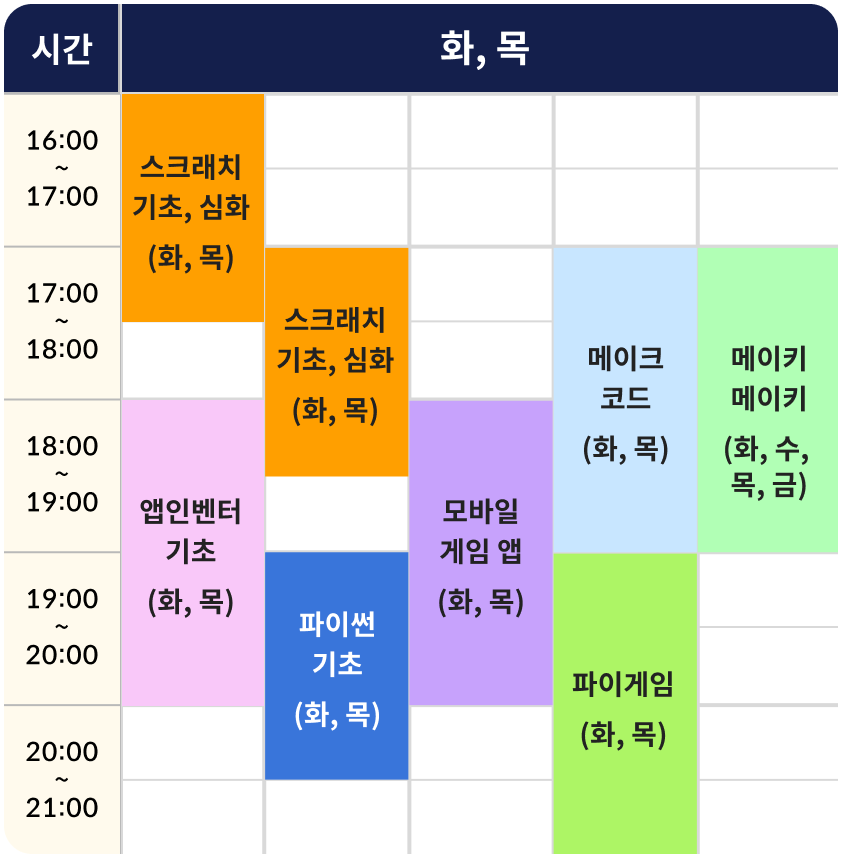 시간
화, 목
16:00
~
17:00
스크래치
기초, 심화
(화, 목)
17:00
~
18:00
스크래치
기초, 심화
(화, 목)
메이크
코드
(화, 목)
메이키
메이키
(화, 수,
목, 금)
18:00
~
19:00
앱인벤터
기초
(화, 목)
모바일
게임 앱
(화, 목)
19:00
~
20:00
파이썬
기초
(화, 목)
파이게임
(화, 목)
20:00
~
21:00